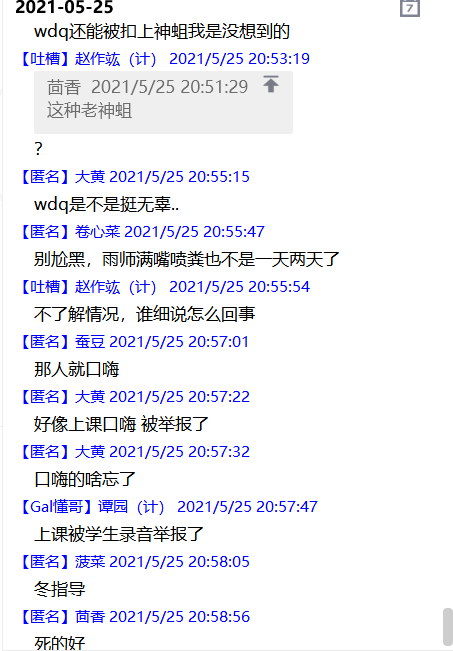 2021-05-25
7
wdq还能被扣上神蛆我是没想到的
【吐槽】赵作竑（计） 2021/5/25 20:53:19
茴香 2021/5/25 20:51:29
这种老神蛆
?
【匿名】大黄 2021/5/25 20:55:15
wdq是不是挺无辜..
【匿名】卷心菜 2021/5/25 20:55:47
别尬黑，雨师满嘴喷粪也不是一天两天了
【吐槽】赵作竑（计） 2021/5/25 20:55:54
不了解情况，谁细说怎么回事
【匿名】蚕豆 2021/5/25 20:57:01
那人就口嗨
【匿名】大黄 2021/5/25 20:57:22
好像上课口嗨 被举报了
【匿名】大黄 2021/5/25 20:57:32
口嗨的啥忘了
【Gal懂哥】谭园（计） 2021/5/25 20:57:47
上课被学生录音举报了
【匿名】菠菜 2021/5/25 20:58:05
冬指导
【匿名】茴香 2021/5/25 20:58:56
死的好